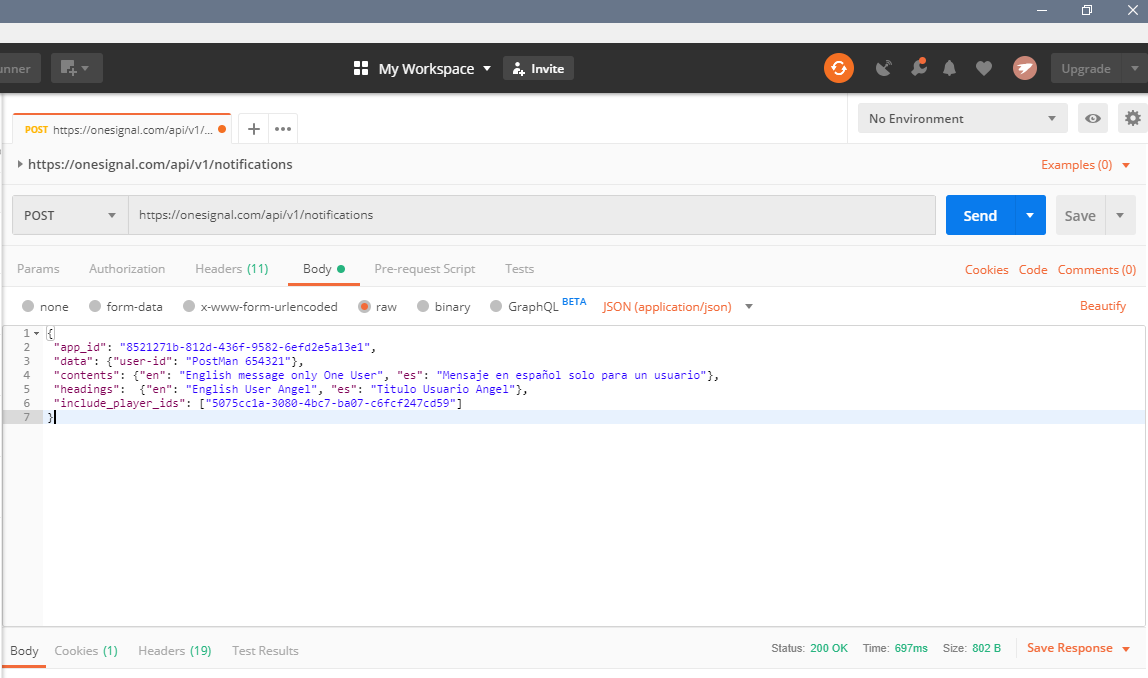 unner My Workspace Invite Upgrade
POST https://onesignal.com/api/v1/... No Environment
https://onesignal.com/api/v1/notifications Examples (0)
POST https://onesignal.com/api/v1/notifications Send Save
Params Authorization Headers (11) Body Pre-request Script Tests Cookies Code Comments (0)
none form-data x-www-form-urlencoded raw binary GraphQL BETA JSON (application/json) Beautify
1 {
2 "app_id": "8521271b-812d-436f-9582-6efd2e5a13e1",
3 "data": {"user-id": "PostMan 654321"},
4 "contents": {"en": "English message only One User", "es": "Mensaje en español solo para un usuario"},
5 "headings":  {"en": "English User Angel", "es": "Titulo Usuario Angel"},
6 "include_player_ids": ["5075cc1a-3080-4bc7-ba07-c6fcf247cd59"]
7 }
Body Cookies (1) Headers (19) Test Results Status: 200 OK Time: 697ms Size: 802 B Save Response